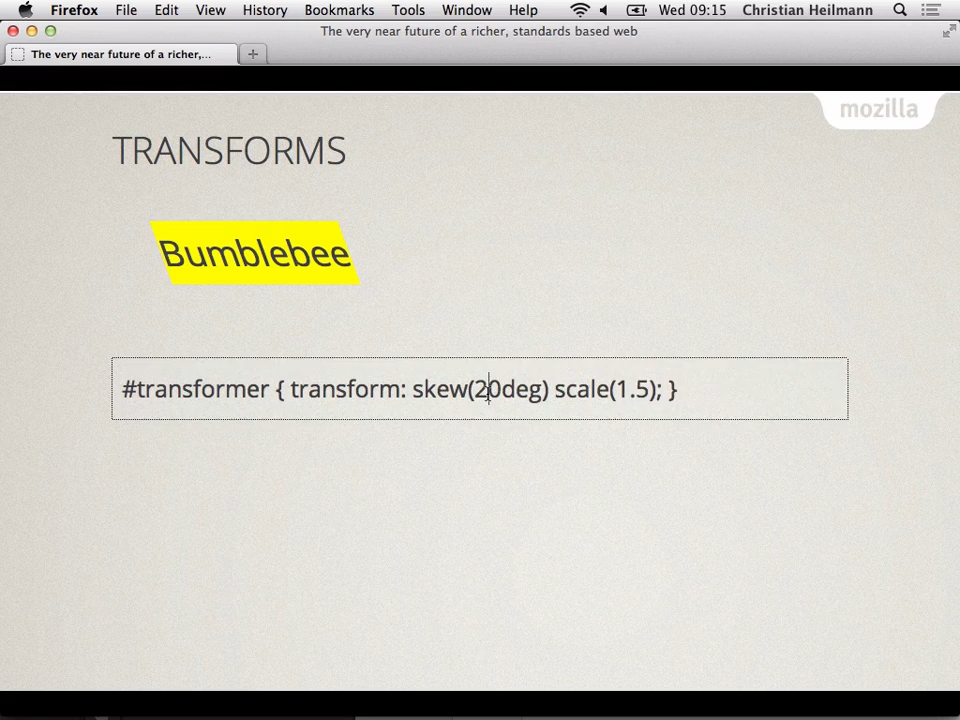 Firefox File Edit View History Bookmarks Tools Window Help Wed 09:15 Christian Heilmann
The very near future of a richer, standards based web
The very near future of a richer,...
mozilla
TRANSFORMS
Bumblebee
#transformer { transform: skew(20deg) scale(1.5); }